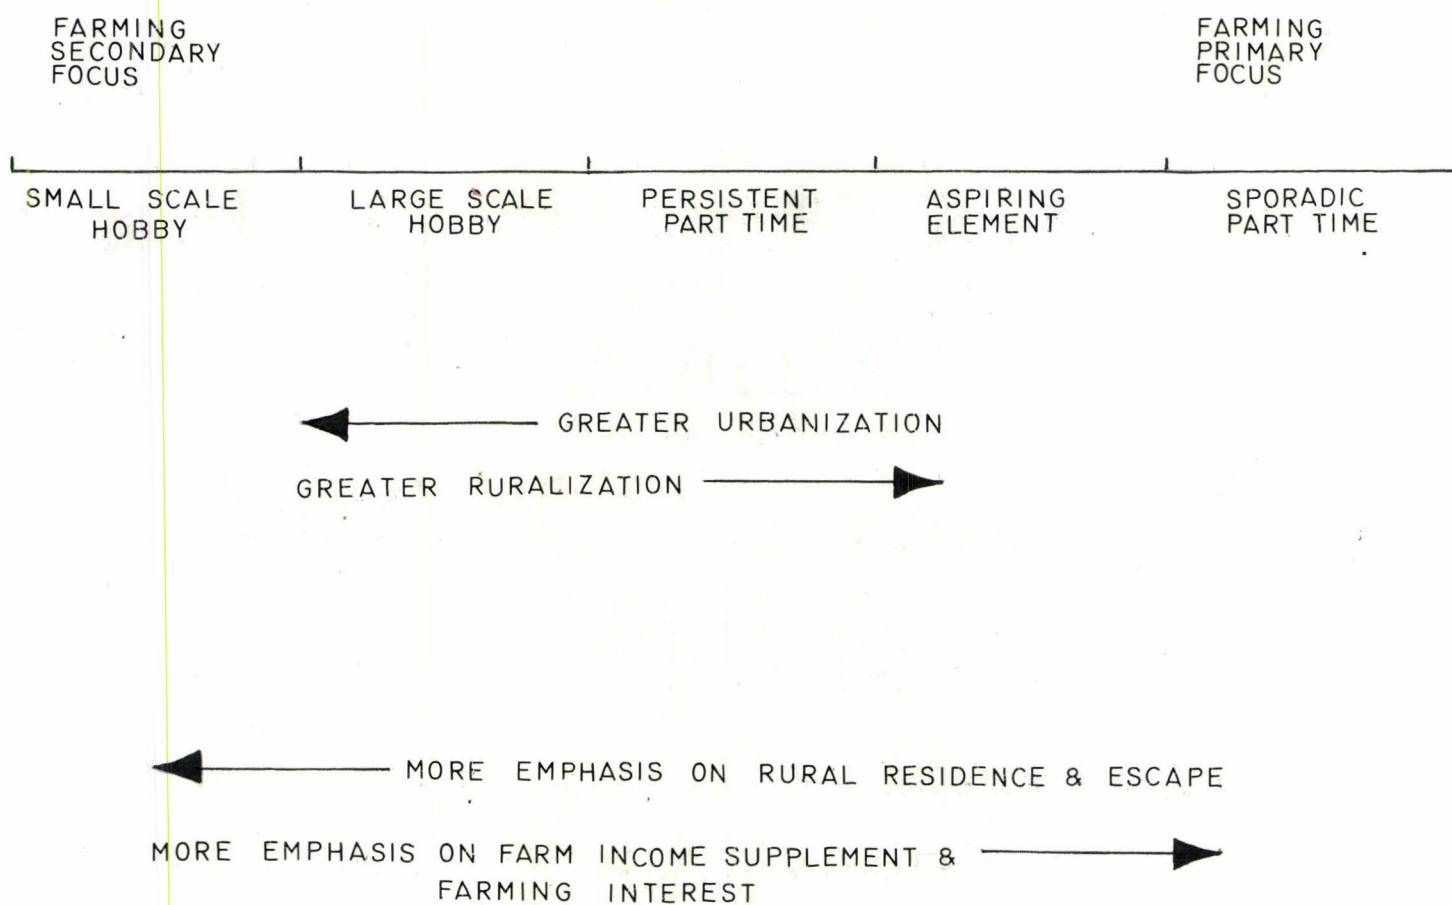 FARMING
SECONDARY
FOCUS
FARMING
PRIMARY
FOCUS
SMALL SCALE
HOBBY
LARGE SCALE
HOBBY
PERSISTENT
PART TIME
ASPIRING
ELEMENT
SPORADIC
PART TIME
GREATER URBANIZATION
GREATER RURALIZATION
MORE EMPHASIS ON RURAL RESIDENCE & ESCAPE
MORE EMPHASIS ON FARM INCOME SUPPLEMENT &
FARMING INTEREST